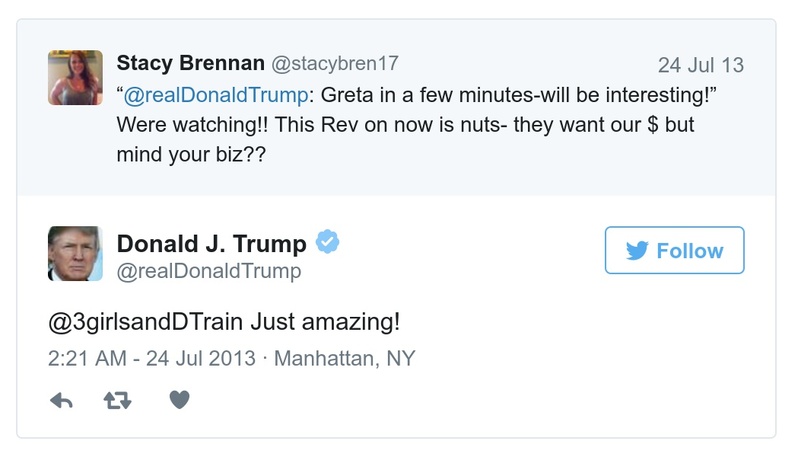 Stacy Brennan @stacybren17 24 Jul 13
“@realDonaldTrump: Greta in a few minutes-will be interesting!”
Were watching!! This Rev on now is nuts- they want our $ but
mind your biz??
Donald J. Trump
@realDonaldTrump
Follow
@3girlsandDTrain Just amazing!
2:21 AM - 24 Jul 2013 · Manhattan, NY